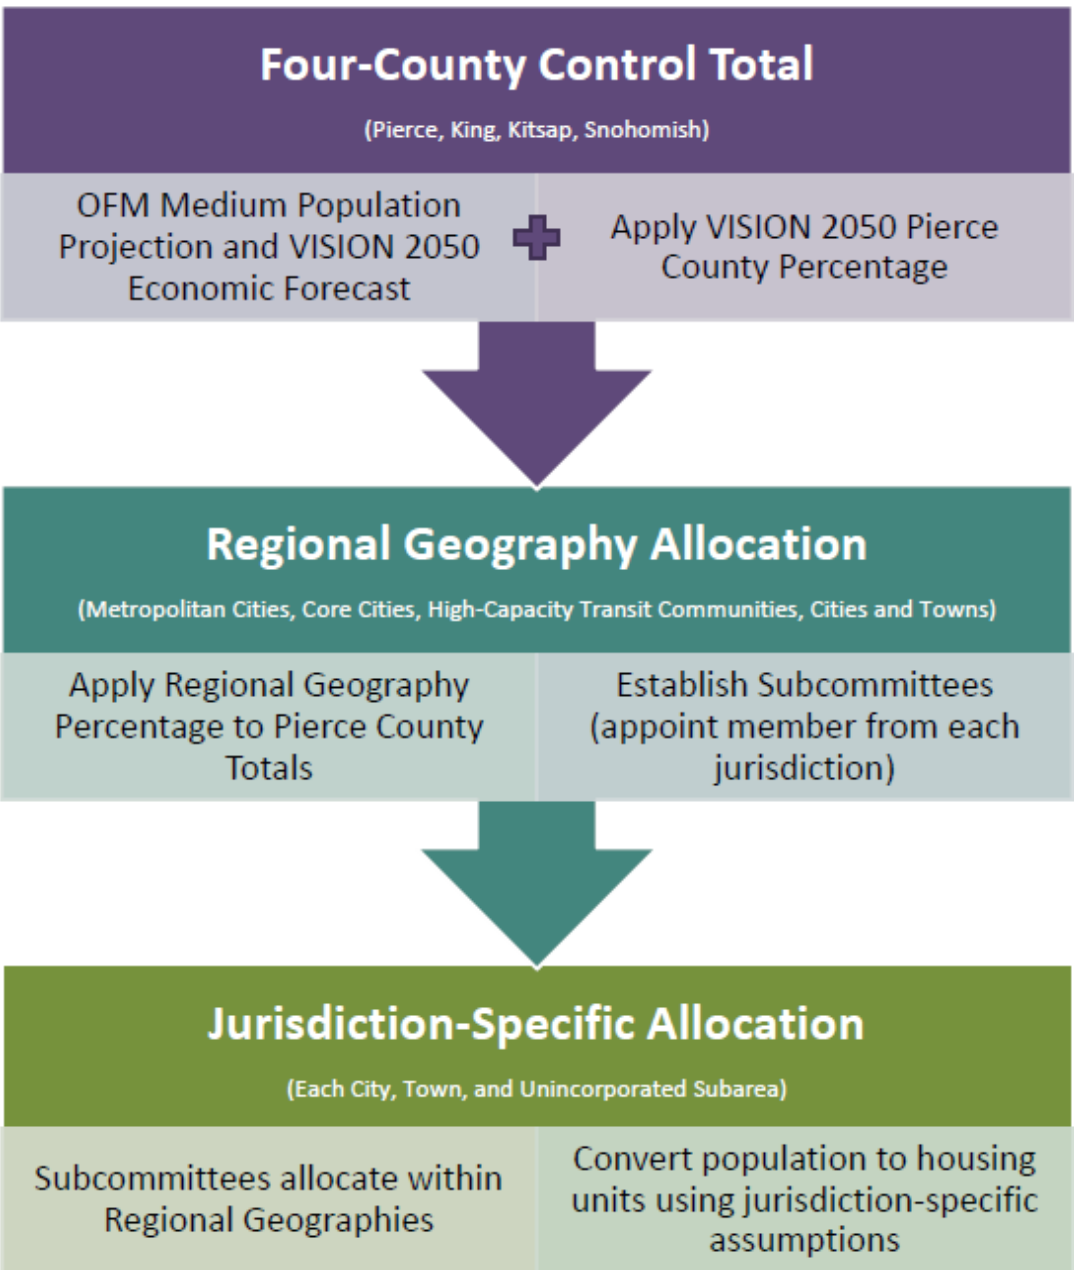 Four-County Control Total
(Pierce, King, Kitsap, Snohomish)
OFM Medium Population
Projection and VISION 2050
Economic Forecast
Apply VISION 2050 Pierce
County Percentage
Regional Geography Allocation
(Metropolitan Cities, Core Cities, High-Capacity Transit Communities, Cities and Towns)
Apply Regional Geography
Percentage to Pierce County
Totals
Establish Subcommittees
(appoint member from each
jurisdiction)
Jurisdiction-Specific Allocation
(Each City, Town, and Unincorporated Subarea)
Subcommittees allocate within
Regional Geographies
Convert population to housing
units using jurisdiction-specific
assumptions